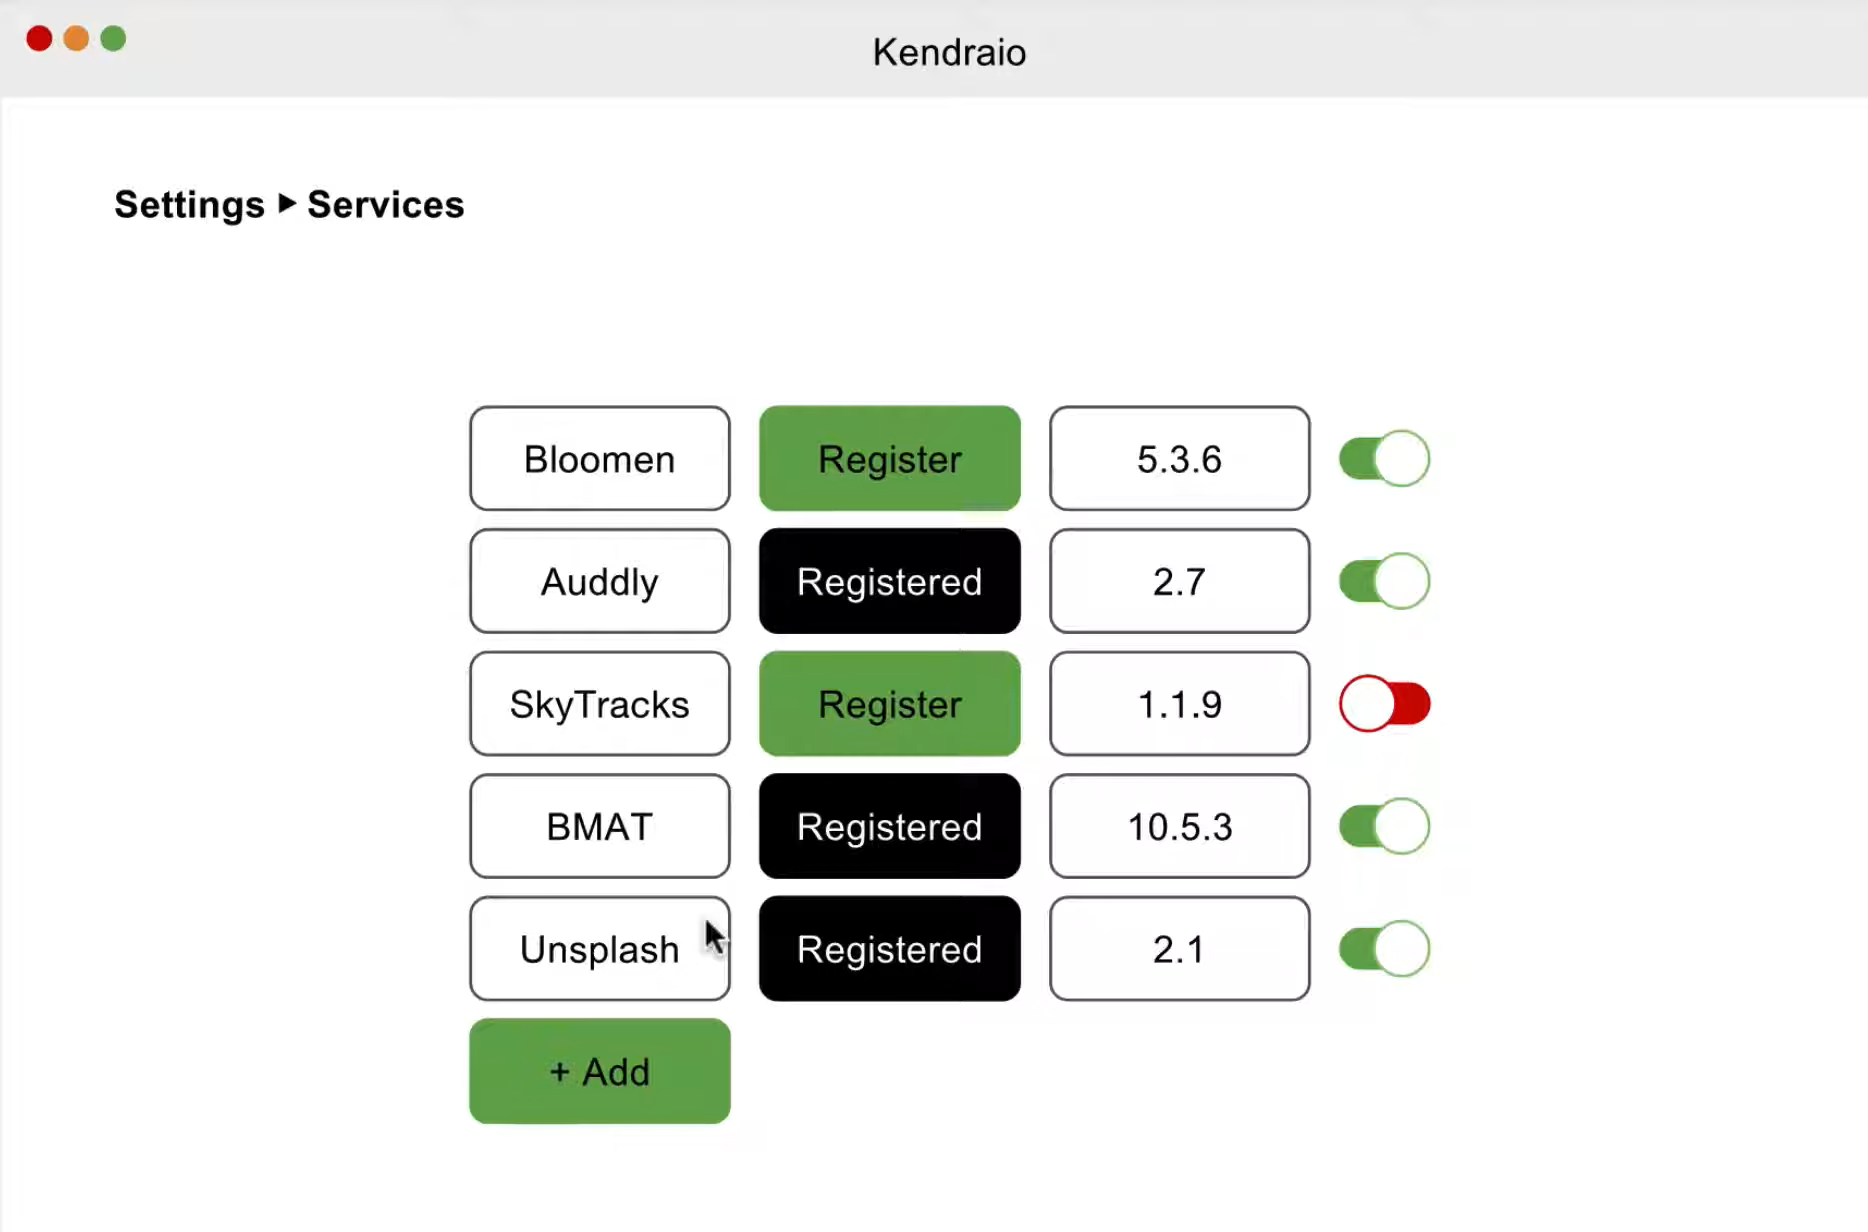 Kendraio
Settings ▸ Services
Bloomen Register 5.3.6
Auddly Registered 2.7
SkyTracks Register 1.1.9
BMAT Registered 10.5.3
Unsplash Registered 2.1
+ Add